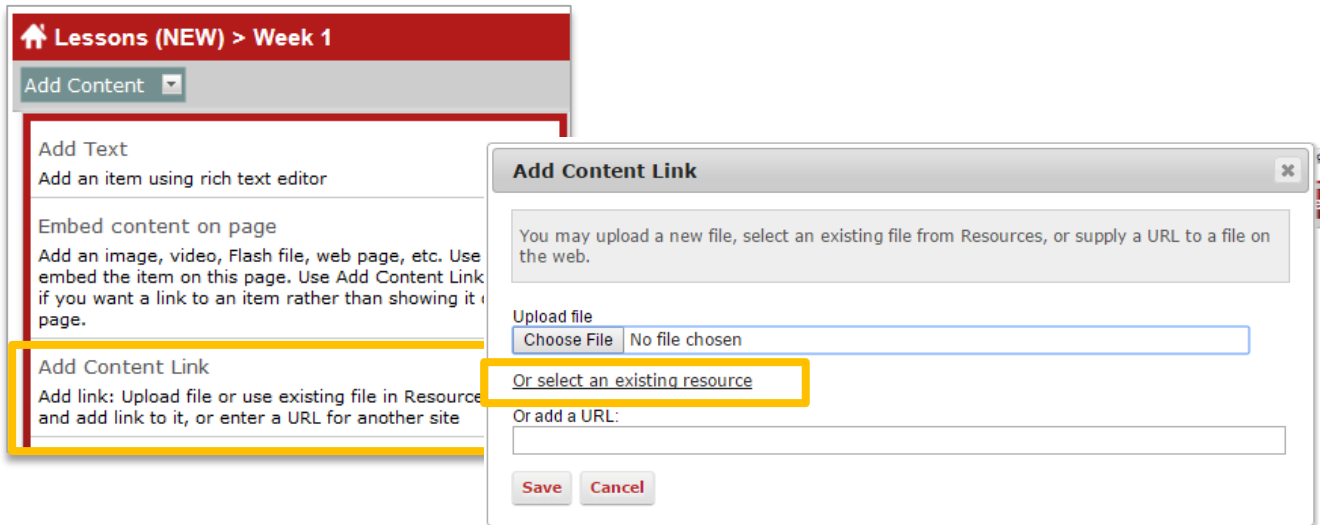 Lessons (NEW) > Week 1
Add Content
Add Text
Add an item using rich text editor
Embed content on page
Add an image, video, Flash file, web page, etc. Use
embed the item on this page. Use Add Content Link
if you want a link to an item rather than showing it
page.
Add Content Link
Add link: Upload file or use existing file in Resource
and add link to it, or enter a URL for another site
Add Content Link
You may upload a new file, select an existing file from Resources, or supply a URL to a file on
the web.
Upload file
Choose File No file chosen
Or select an existing resource
Or add a URL:
Save Cancel